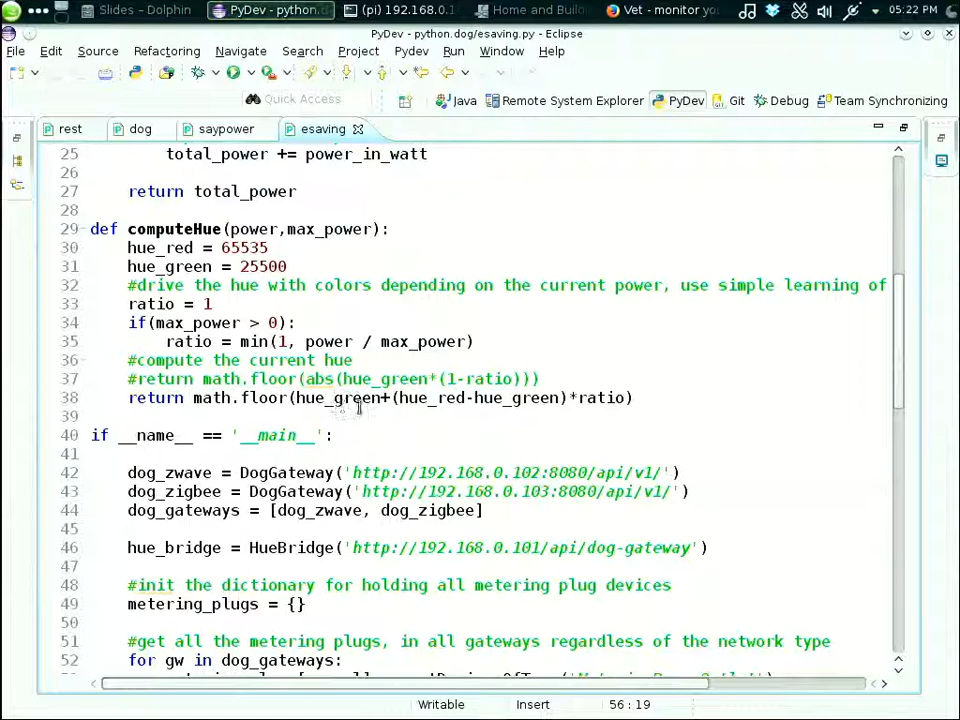 Slides – Dolphin
PyDev - python.
(pi) 192.168.0.1
Home and Build
Vet - monitor yo
05:22 PM
PyDev - python.dog/esaving.py - Eclipse
File Edit Source Refactoring Navigate Search Project Pydev Run Window Help
Quick Access
Java Remote System Explorer PyDev Git Debug Team Synchronizing
rest dog saypower esaving
25 total_power += power_in_watt
26
27 return total_power
28
29 def computeHue(power,max_power):
30 hue_red = 65535
31 hue_green = 25500
32 #drive the hue with colors depending on the current power, use simple learning of
33 ratio = 1
34 if(max_power > 0):
35 ratio = min(1, power / max_power)
36 #compute the current hue
37 #return math.floor(abs(hue_green*(1-ratio)))
38 return math.floor(hue_green+(hue_red-hue_green)*ratio)
39
40 if __name__ == '__main__':
41
42 dog_zwave = DogGateway('http://192.168.0.102:8080/api/v1/')
43 dog_zigbee = DogGateway('http://192.168.0.103:8080/api/v1/')
44 dog_gateways = [dog_zwave, dog_zigbee]
45
46 hue_bridge = HueBridge('http://192.168.0.101/api/dog-gateway')
47
48 #init the dictionary for holding all metering plug devices
49 metering_plugs = {}
50
51 #get all the metering plugs, in all gateways regardless of the network type
52 for gw in dog_gateways:
Writable Insert 56 : 19